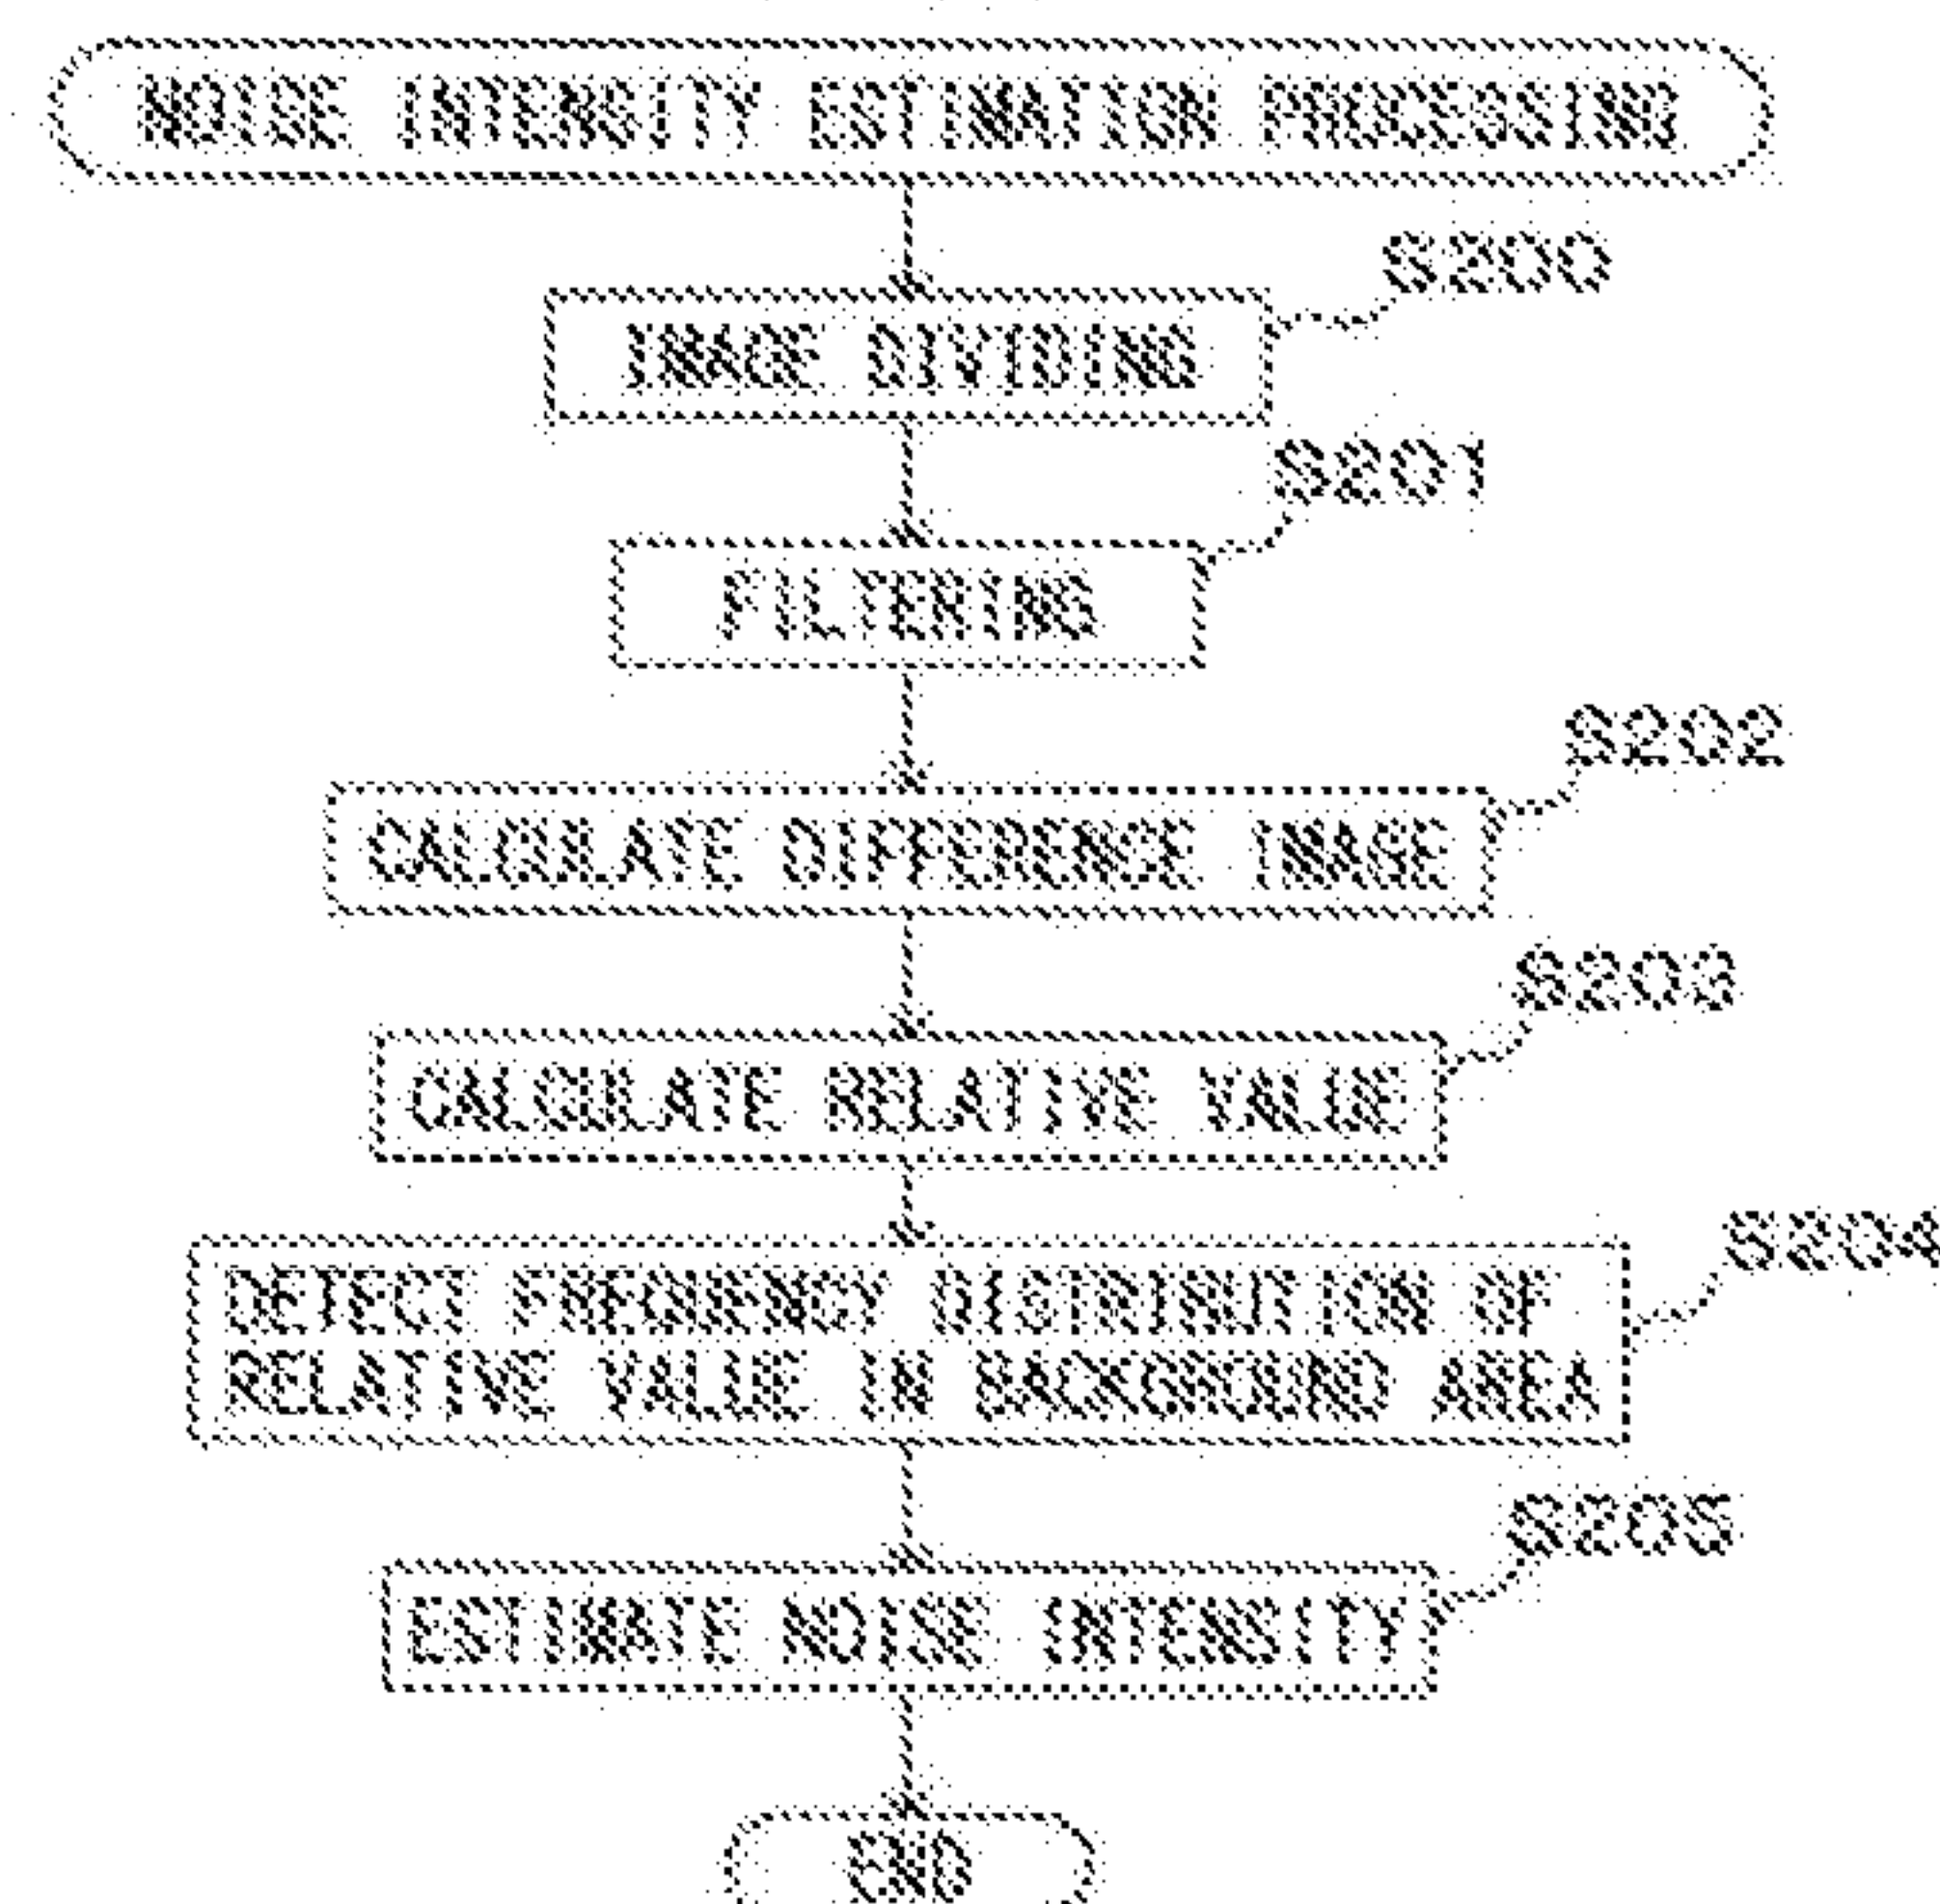 NOISE INTENSITY ESTIMATION PROCESSING
S200
IMAGE DIVIDING
S201
FILTERING
S202
CALCULATE DIFFERENCE IMAGE
S203
CALCULATE RELATIVE VALUE
S204
DETECT FREQUENCY DISTRIBUTION OF
RELATIVE VALUE IN BACKGROUND AREA
S205
ESTIMATE NOISE INTENSITY
END